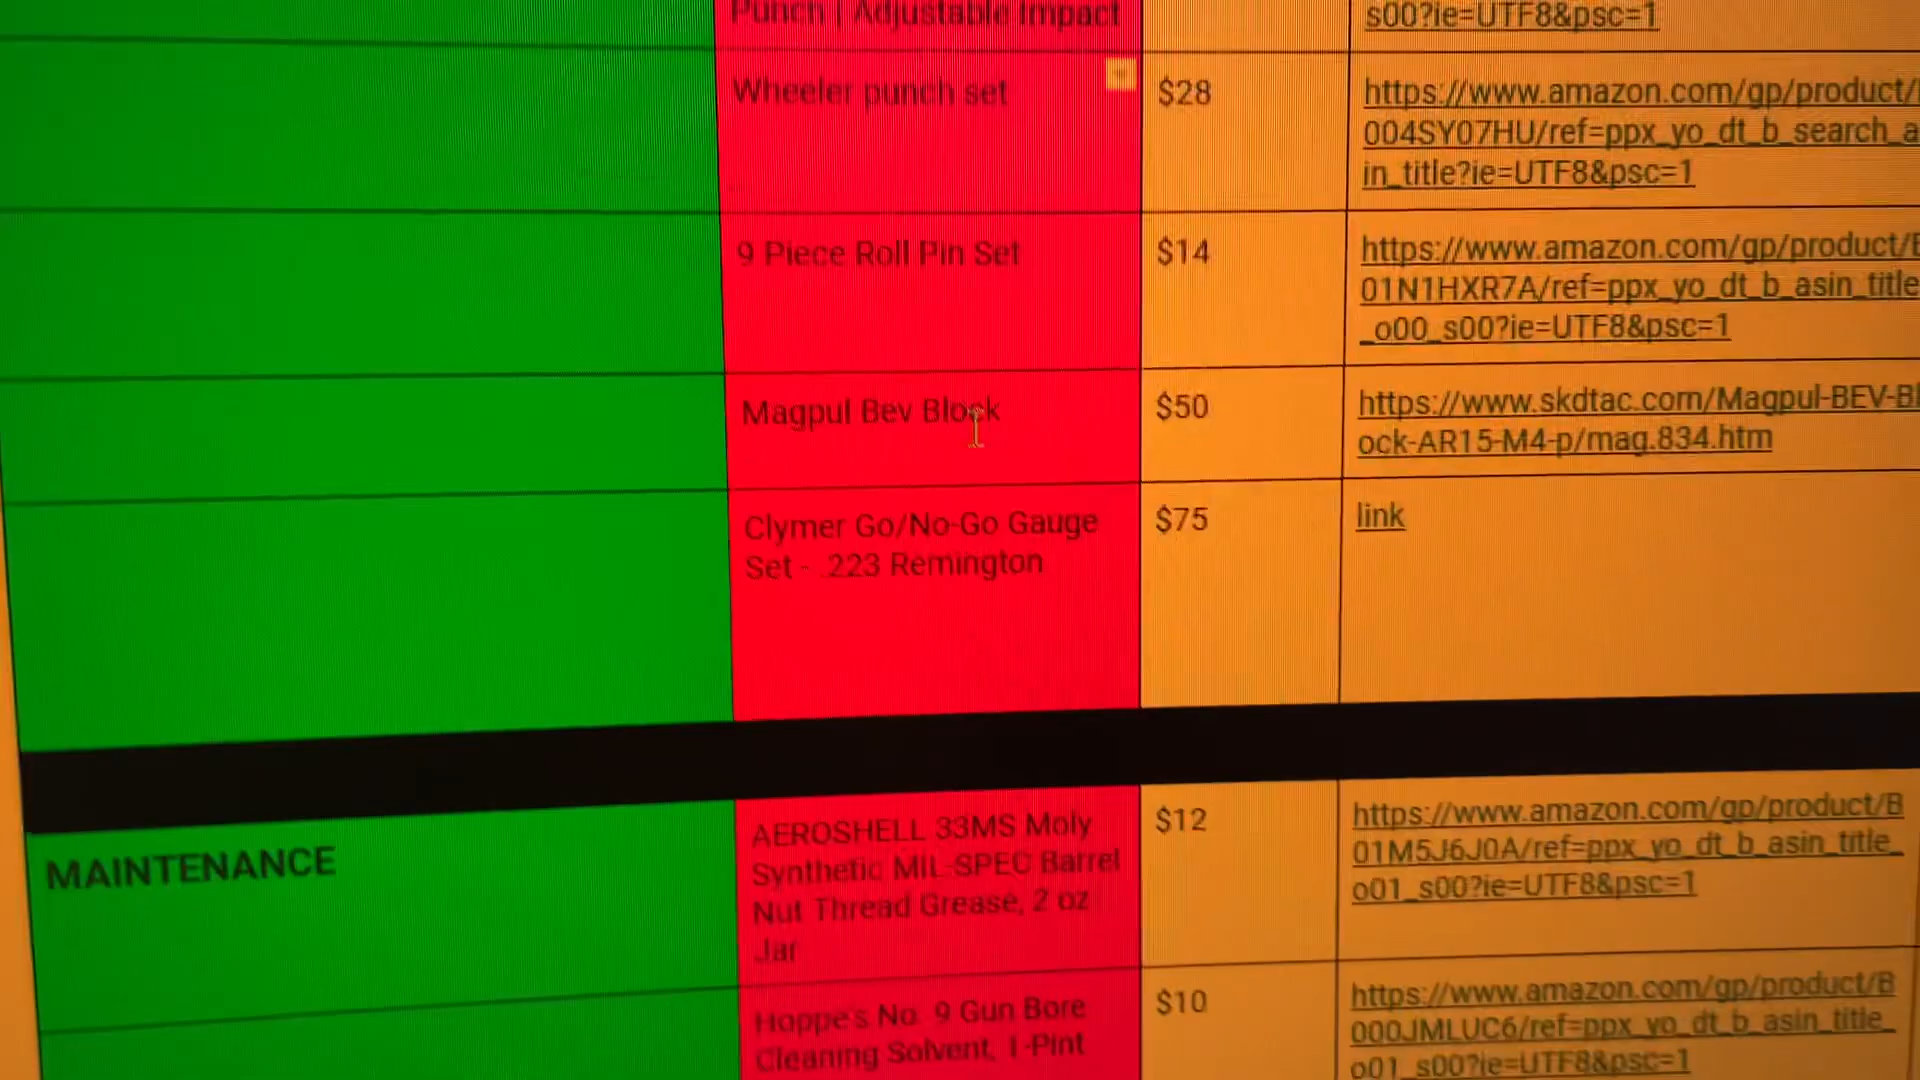 Punch | Adjustable Impact
s00?ie=UTF8&psc=1
Wheeler punch set
$28
https://www.amazon.com/gp/product/
004SY07HU/ref=ppx_yo_dt_b_search_a
in_title?ie=UTF8&psc=1
9 Piece Roll Pin Set
$14
https://www.amazon.com/gp/product/B
01N1HXR7A/ref=ppx_yo_dt_b_asin_title
_o00_s00?ie=UTF8&psc=1
Magpul Bev Block
$50
https://www.skdtac.com/Magpul-BEV-Bl
ock-AR15-M4-p/mag.834.htm
Clymer Go/No-Go Gauge
Set - .223 Remington
$75
link
MAINTENANCE
AEROSHELL 33MS Moly
Synthetic MIL-SPEC Barrel
Nut Thread Grease, 2 oz
Jar
$12
https://www.amazon.com/gp/product/B
01M5J6J0A/ref=ppx_yo_dt_b_asin_title_
o01_s00?ie=UTF8&psc=1
Hoppe's No. 9 Gun Bore
Cleaning Solvent, 1-Pint
$10
https://www.amazon.com/gp/product/B
000JMLUC6/ref=ppx_yo_dt_b_asin_title_
o01_s00?ie=UTF8&psc=1